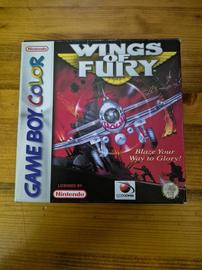 Nintendo
GAME BOY COLOR
WINGS
OF
FURY
Blaze Your
Way to Glory!
LICENSED BY
Nintendo